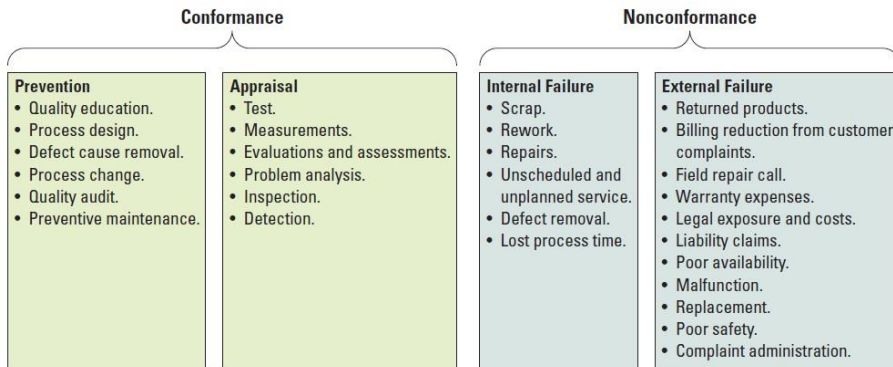 Conformance
Nonconformance
Prevention
• Quality education.
• Process design.
• Defect cause removal.
• Process change.
• Quality audit.
• Preventive maintenance.
Appraisal
• Test.
• Measurements.
• Evaluations and assessments.
• Problem analysis.
• Inspection.
• Detection.
Internal Failure
• Scrap.
• Rework.
• Repairs.
• Unscheduled and
unplanned service.
• Defect removal.
• Lost process time.
External Failure
• Returned products.
• Billing reduction from customer
complaints.
• Field repair call.
• Warranty expenses.
• Legal exposure and costs.
• Liability claims.
• Poor availability.
• Malfunction.
• Replacement.
• Poor safety.
• Complaint administration.